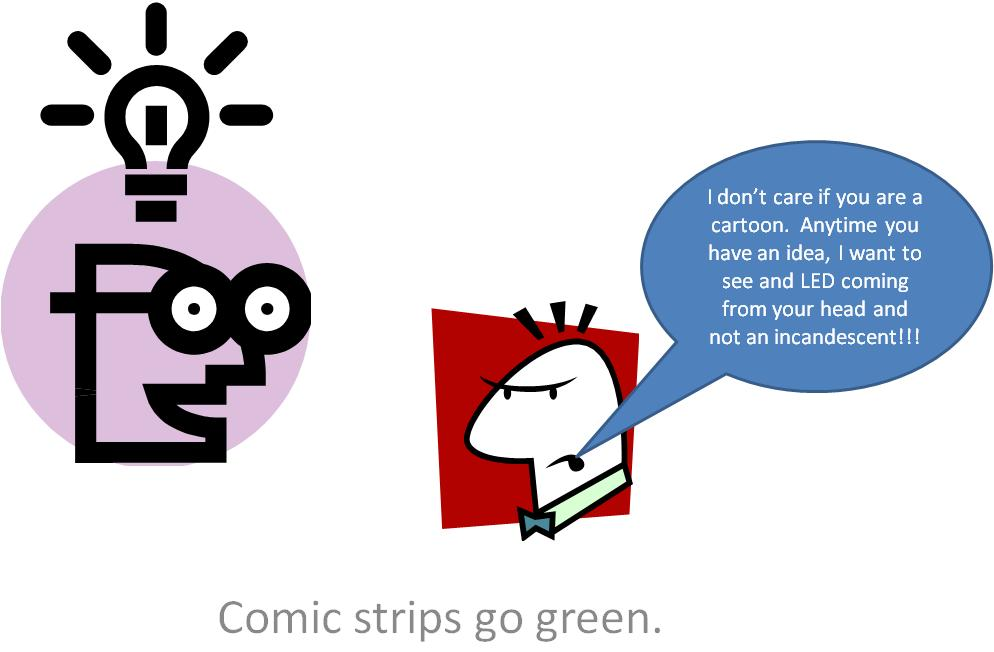 I don’t care if you are a
cartoon.  Anytime you
have an idea, I want to
see and LED coming
from your head and
not an incandescent!!!
Comic strips go green.